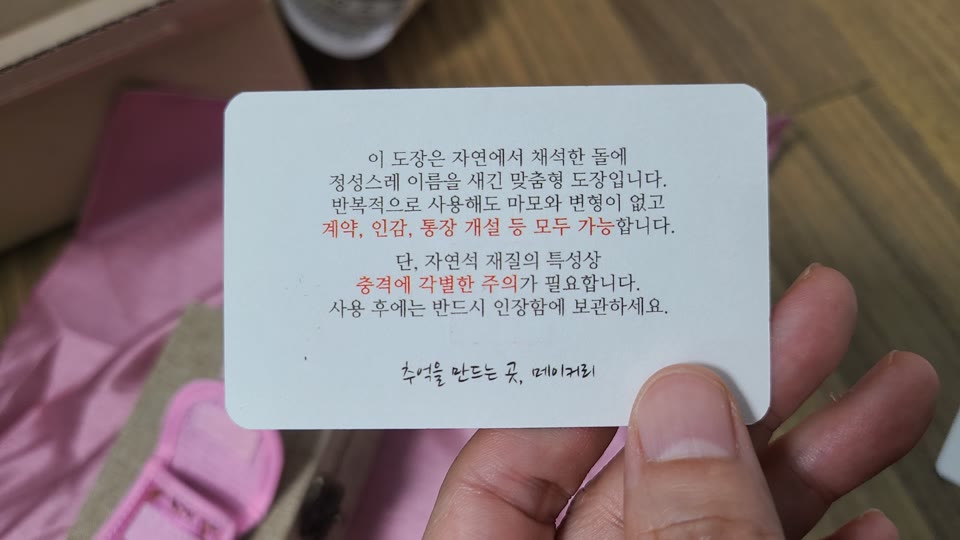 이 도장은 자연에서 채석한 돌에
정성스레 이름을 새긴 맞춤형 도장입니다.
반복적으로 사용해도 마모와 변형이 없고
계약, 인감, 통장 개설 등 모두 가능합니다.
단, 자연석 재질의 특성상
충격에 각별한 주의가 필요합니다.
사용 후에는 반드시 인장함에 보관하세요.
추억을 만드는 곳, 메이커리